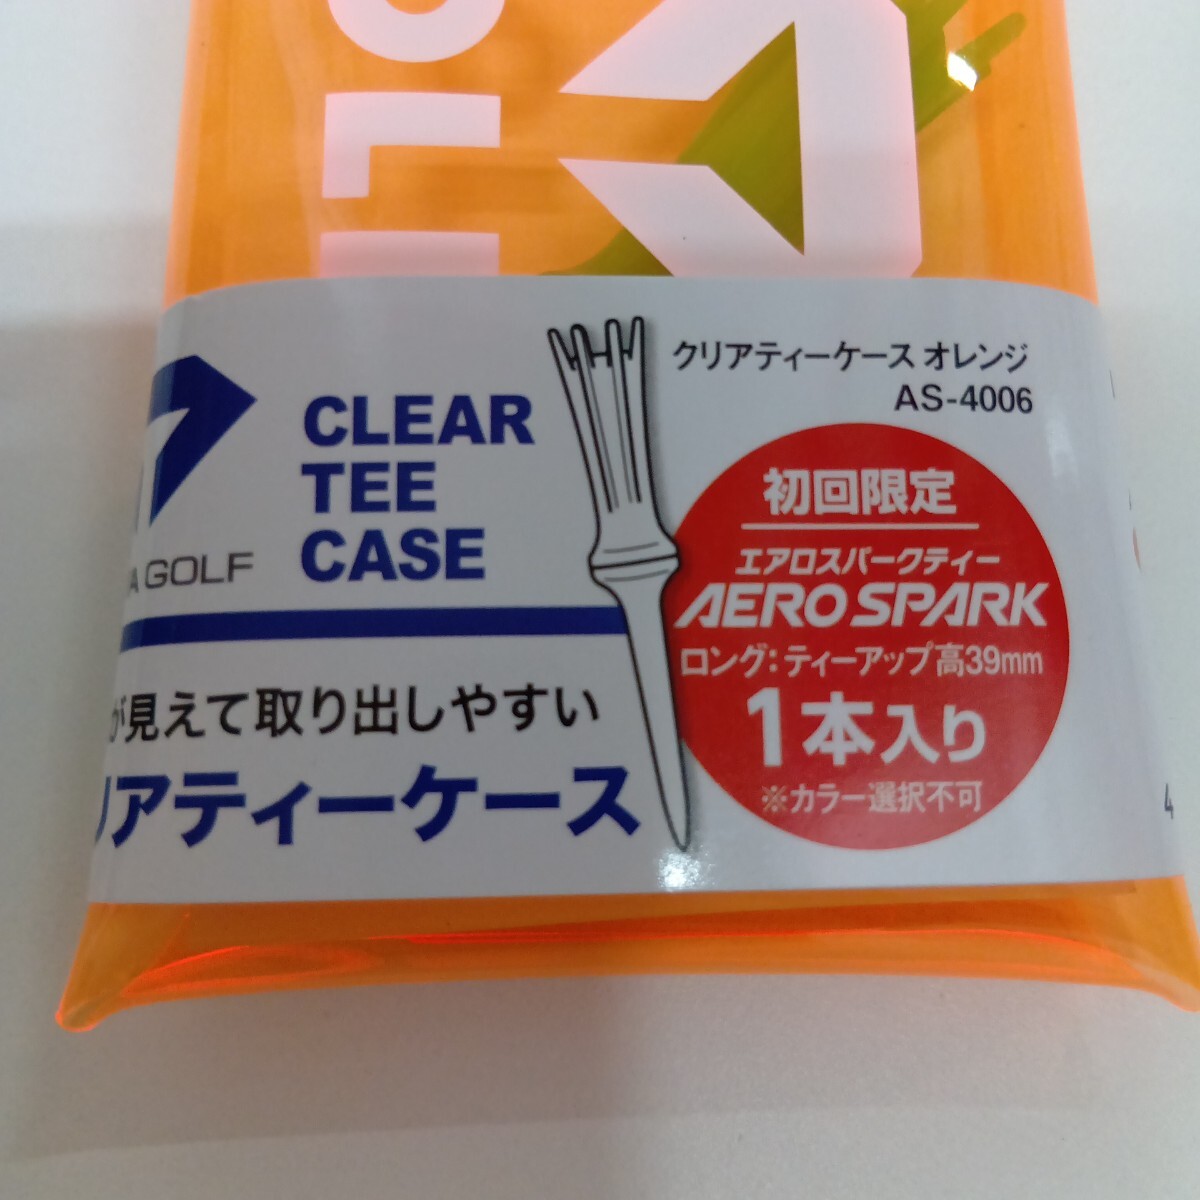 CLEAR
TEE
CASE
A GOLF
が見えて取り出しやすい
リアティーケース
クリアティーケース オレンジ
AS-4006
初回限定
エアロスパークティー
AERO SPARK
ロング:ティーアップ高39mm
1本入り
※カラー選択不可
4